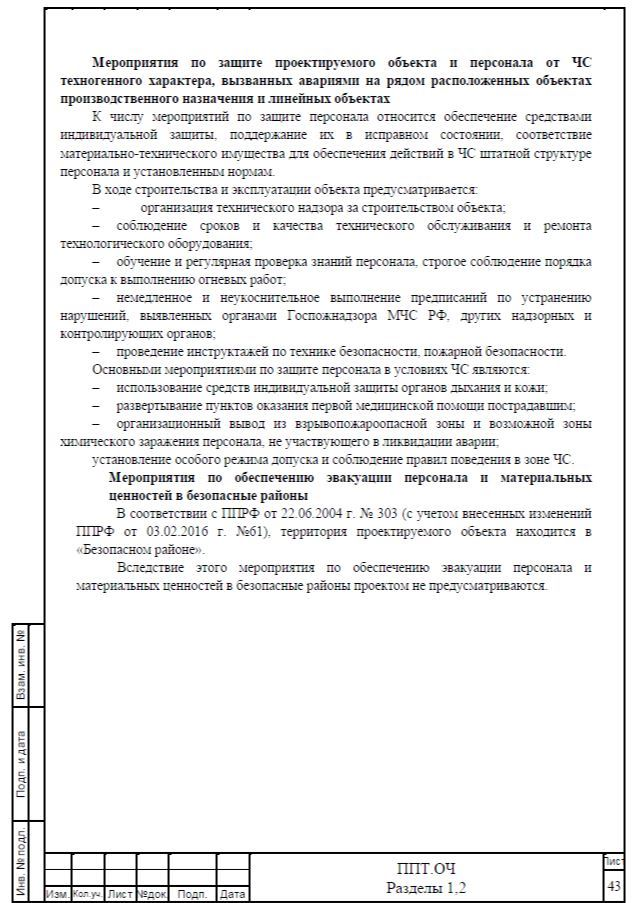 Мероприятия по защите проектируемого объекта и персонала от ЧС
техногенного характера, вызванных авариями на рядом расположенных объектах
производственного назначения и линейных объектах
К числу мероприятий по защите персонала относится обеспечение средствами
индивидуальной защиты, поддержание их в исправном состоянии, соответствие
материально-технического имущества для обеспечения действий в ЧС штатной структуре
персонала и установленным нормам.
В ходе строительства и эксплуатации объекта предусматривается:
– организация технического надзора за строительством объекта;
– соблюдение сроков и качества технического обслуживания и ремонта
технологического оборудования;
– обучение и регулярная проверка знаний персонала, строгое соблюдение порядка
допуска к выполнению огневых работ;
– немедленное и неукоснительное выполнение предписаний по устранению
нарушений, выявленных органами Госпожнадзора МЧС РФ, других надзорных и
контролирующих органов;
– проведение инструктажей по технике безопасности, пожарной безопасности.
Основными мероприятиями по защите персонала в условиях ЧС являются:
– использование средств индивидуальной защиты органов дыхания и кожи;
– развертывание пунктов оказания первой медицинской помощи пострадавшим;
– организационный вывод из взрывопожароопасной зоны и возможной зоны
химического заражения персонала, не участвующего в ликвидации аварии;
установление особого режима допуска и соблюдение правил поведения в зоне ЧС.
Мероприятия по обеспечению эвакуации персонала и материальных
ценностей в безопасные районы
В соответствии с ППРФ от 22.06.2004 г. № 303 (с учетом внесенных изменений
ППРФ от 03.02.2016 г. №61), территория проектируемого объекта находится в
«Безопасном районе».
Вследствие этого мероприятия по обеспечению эвакуации персонала и
материальных ценностей в безопасные районы проектом не предусматриваются.
Взам. инв. №
Подп. и дата
Инв. № подл.
Изм. Кол.уч. Лист №док Подп. Дата
ППТ.ОЧ
Разделы 1,2
Лист
43